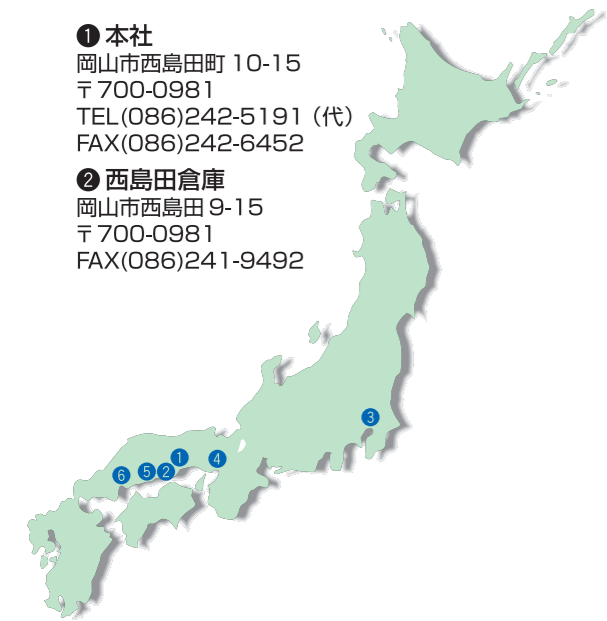 ❶ 本社
岡山市西島田町 10-15
〒700-0981
TEL(086)242-5191（代）
FAX(086)242-6452
❷ 西島田倉庫
岡山市西島田 9-15
〒700-0981
FAX(086)241-9492
3
1
4
6
5
2